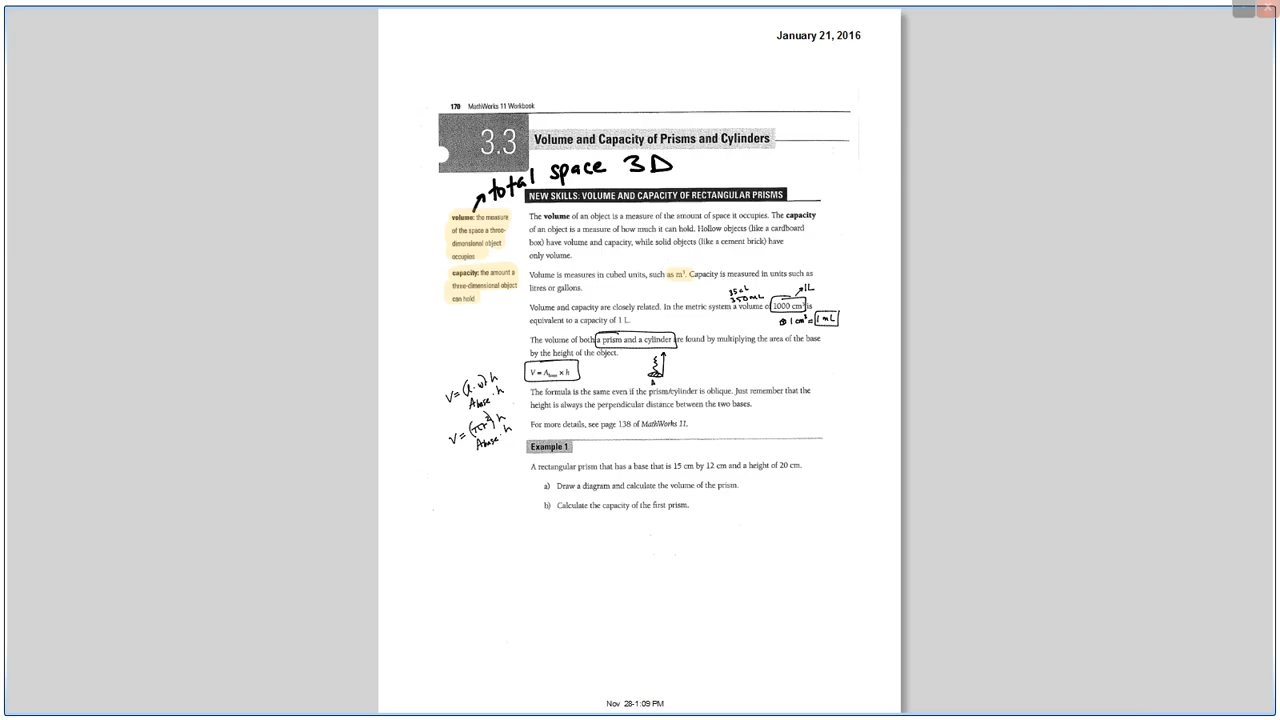 January 21, 2016
170 MathWorks 11 Workbook
3.3 Volume and Capacity of Prisms and Cylinders
total space 3D
NEW SKILLS: VOLUME AND CAPACITY OF RECTANGULAR PRISMS
volume: the measure
of the space a three-
dimensional object
occupies
capacity: the amount a
three-dimensional object
can hold
The volume of an object is a measure of the amount of space it occupies. The capacity
of an object is a measure of how much it can hold. Hollow objects (like a cardboard
box) have volume and capacity, while solid objects (like a cement brick) have
only volume.
Volume is measures in cubed units, such as m³. Capacity is measured in units such as
litres or gallons.
35cL
350mL
1L
Volume and capacity are closely related. In the metric system a volume of 1000 cm³ is
equivalent to a capacity of 1 L.
1 cm³ = 1 mL
The volume of both a prism and a cylinder are found by multiplying the area of the base
by the height of the object.
V = Abase × h
V = (l·w) h
Abase · h
V = (πr²) h
Abase · h
The formula is the same even if the prism/cylinder is oblique. Just remember that the
height is always the perpendicular distance between the two bases.
For more details, see page 138 of MathWorks 11.
Example 1
A rectangular prism that has a base that is 15 cm by 12 cm and a height of 20 cm.
a) Draw a diagram and calculate the volume of the prism.
b) Calculate the capacity of the first prism.
Nov 28-1:09 PM